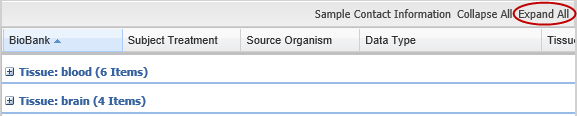 Sample Contact Information Collapse All Expand All
BioBank Subject Treatment Source Organism Data Type Tissu
Tissue: blood (6 Items)
Tissue: brain (4 Items)